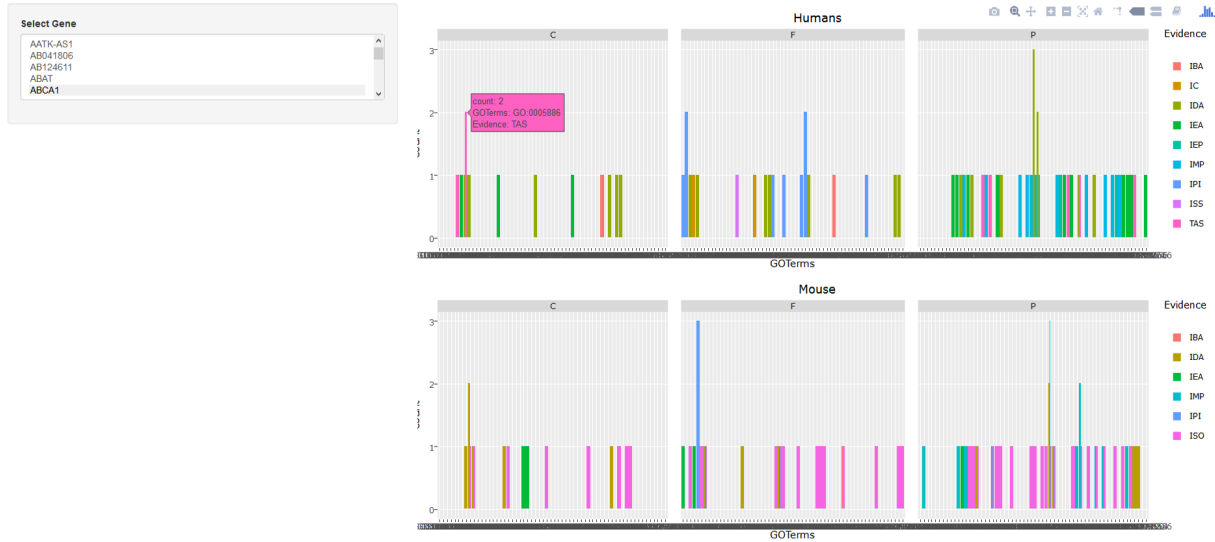 Select Gene
AATK-AS1
AB041806
AB124611
ABAT
ABCA1
Humans
C
F
P
3
2
1
0
count: 2
GOTerms: GO:0005886
Evidence: TAS
GOTerms
Evidence
IBA
IC
IDA
IEA
IEP
IMP
IPI
ISS
TAS
Mouse
C
F
P
3
2
1
0
GOTerms
Evidence
IBA
IDA
IEA
IMP
IPI
ISO